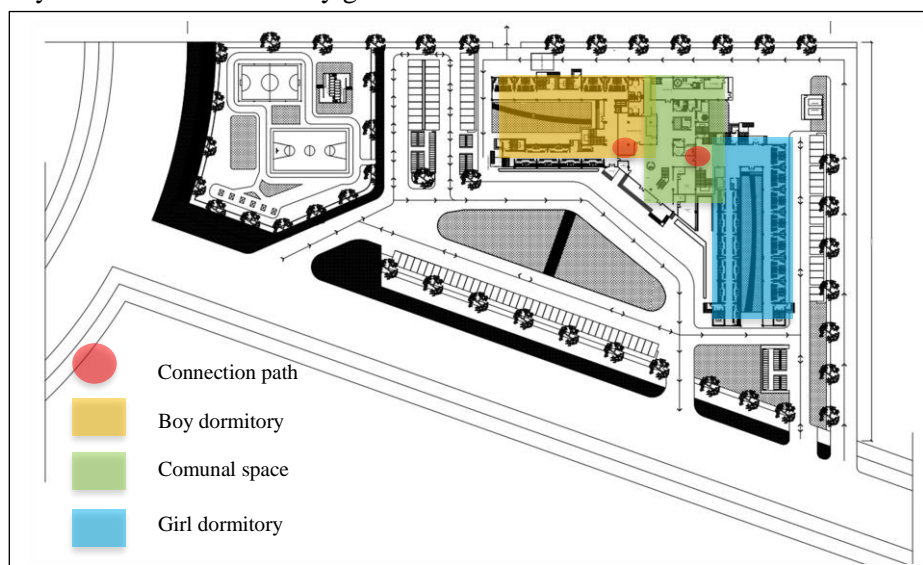 Connection path
Boy dormitory
Comunal space
Girl dormitory